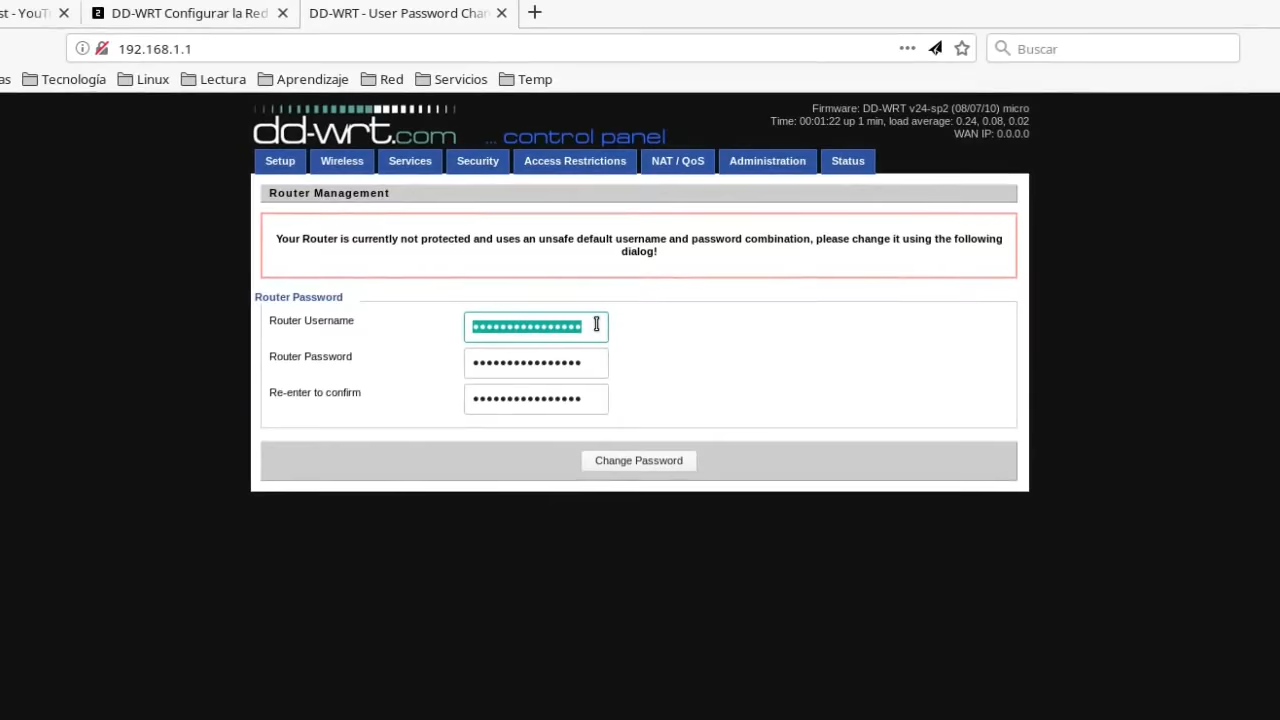 st - YouT
DD-WRT Configurar la Red
DD-WRT - User Password Chan
192.168.1.1
Buscar
as
Tecnología
Linux
Lectura
Aprendizaje
Red
Servicios
Temp
dd-wrt.com
... control panel
Firmware: DD-WRT v24-sp2 (08/07/10) micro
Time: 00:01:22 up 1 min, load average: 0.24, 0.08, 0.02
WAN IP: 0.0.0.0
Setup
Wireless
Services
Security
Access Restrictions
NAT / QoS
Administration
Status
Router Management
Your Router is currently not protected and uses an unsafe default username and password combination, please change it using the following
dialog!
Router Password
Router Username
Router Password
Re-enter to confirm
Change Password